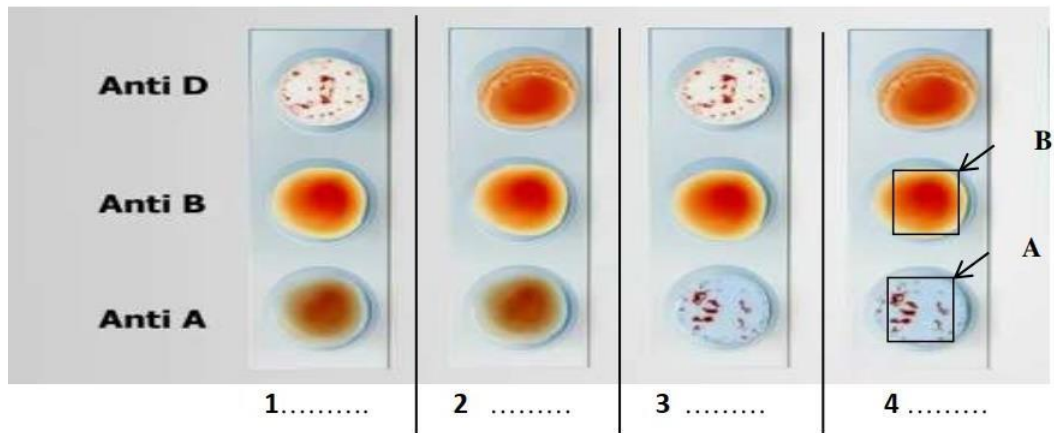 Anti D
B
Anti B
A
Anti A
1.......... 2 ......... 3 ......... 4 .........